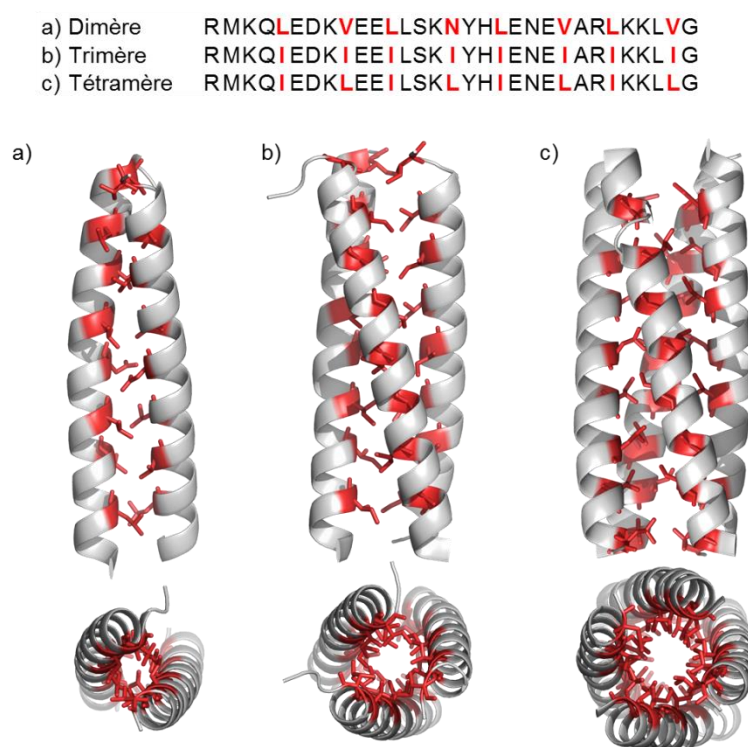 a) Dimère RMKQLEDKVEELLSKNYHLENEVARLKKLVG
b) Trimère RMKQIEDKIEEILSKIYHIENEIARIKKLIG
c) Tétramère RMKQIEDKLEEILSKLYHIENELARIKKLLG
a)
b)
c)